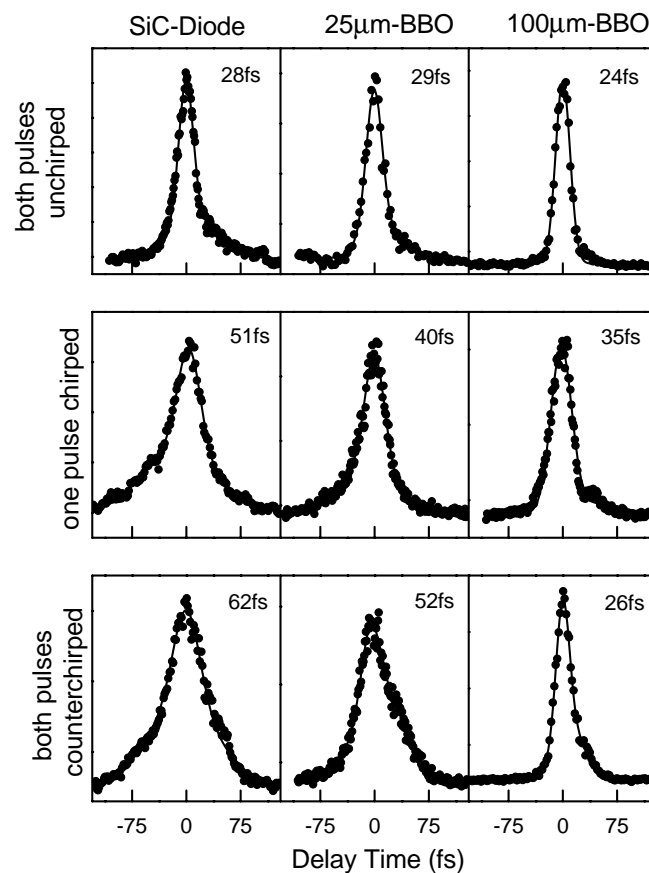 SiC-Diode 25μm-BBO 100μm-BBO
both pulses
unchirped
28fs 29fs 24fs
one pulse chirped
51fs 40fs 35fs
both pulses
counterchirped
62fs 52fs 26fs
-75 0 75 -75 0 75 -75 0 75
Delay Time (fs)